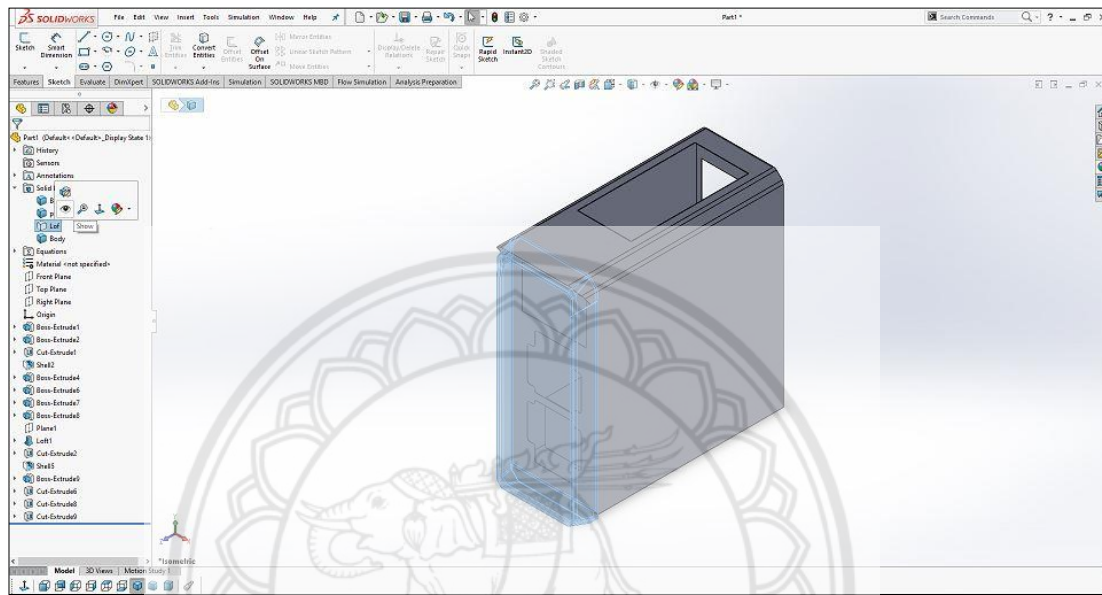 SOLIDWORKS File Edit View Insert Tools Simulation Window Help Part1 * Search Commands
Sketch Smart Dimension Trim Entities Convert Entities Offset Entities Offset On Surface Mirror Entities Linear Sketch Pattern Move Entities Display/Delete Relations Repair Sketch Quick Snaps Rapid Sketch Instant2D Shaded Sketch Contours
Features Sketch Evaluate DimXpert SOLIDWORKS Add-Ins Simulation SOLIDWORKS MBD Flow Simulation Analysis Preparation
Part1 (Default< <Default>_Display State 1)
History
Sensors
Annotations
Solid
B
P
Lof Show
Body
Equations
Material <not specified>
Front Plane
Top Plane
Right Plane
Origin
Boss-Extrude1
Boss-Extrude2
Cut-Extrude1
Shell2
Boss-Extrude4
Boss-Extrude6
Boss-Extrude7
Boss-Extrude8
Plane1
Loft1
Cut-Extrude2
Shell5
Boss-Extrude9
Cut-Extrude6
Cut-Extrude8
Cut-Extrude9
*Isometric
Model 3D Views Motion Study 1